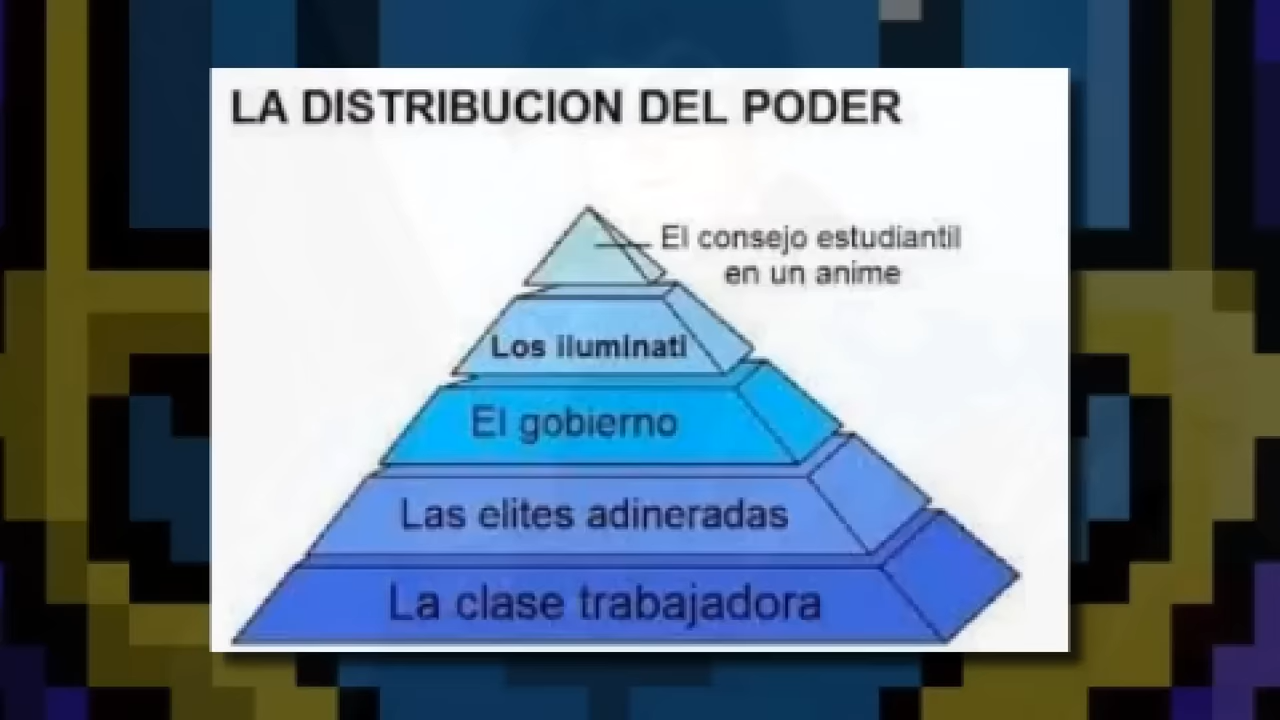 LA DISTRIBUCION DEL PODER
El consejo estudiantil
en un anime
Los iluminati
El gobierno
Las elites adineradas
La clase trabajadora